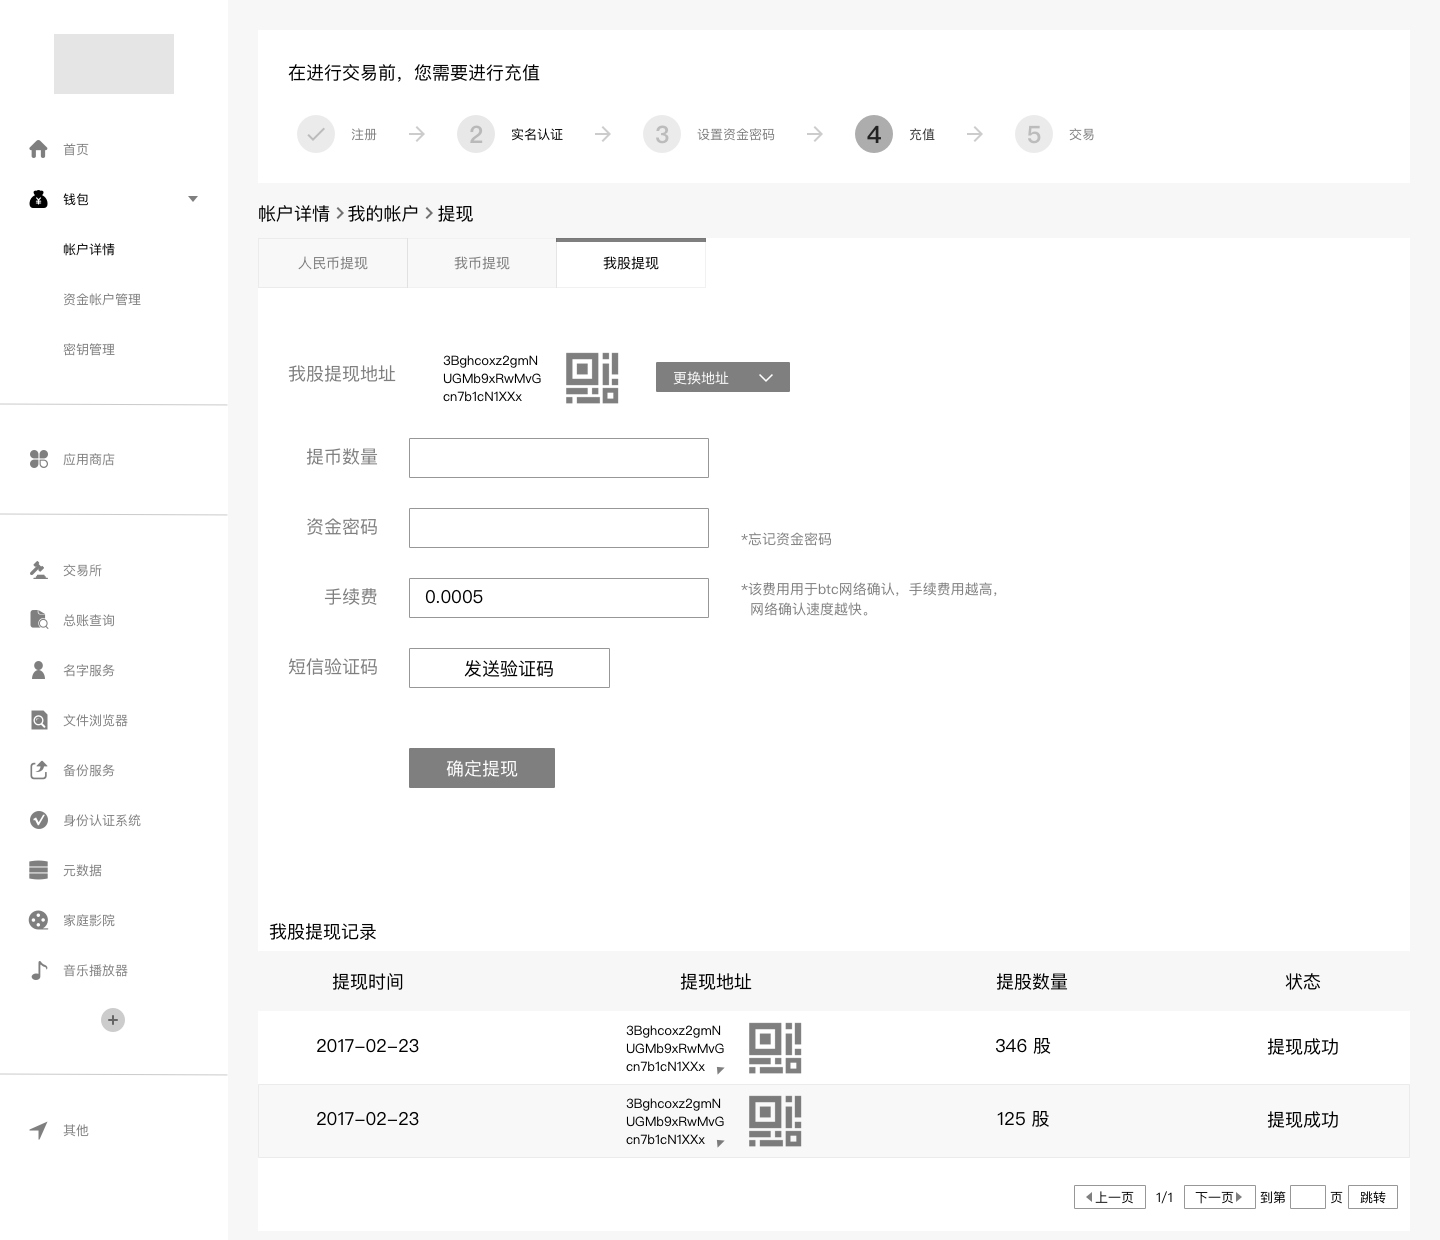 首页
钱包
帐户详情
资金帐户管理
密钥管理
应用商店
交易所
总账查询
名字服务
文件浏览器
备份服务
身份认证系统
元数据
家庭影院
音乐播放器
其他
在进行交易前，您需要进行充值
注册 2 实名认证 3 设置资金密码 4 充值 5 交易
帐户详情 > 我的帐户 > 提现
人民币提现 我币提现 我股提现
我股提现地址
3Bghcoxz2gmN
UGMb9xRwMvG
cn7b1cN1XXx
更换地址
提币数量
资金密码
*忘记资金密码
手续费 0.0005
*该费用用于btc网络确认，手续费用越高，
网络确认速度越快。
短信验证码 发送验证码
确定提现
我股提现记录
提现时间 提现地址 提股数量 状态
2017-02-23
3Bghcoxz2gmN
UGMb9xRwMvG
cn7b1cN1XXx
346 股 提现成功
2017-02-23
3Bghcoxz2gmN
UGMb9xRwMvG
cn7b1cN1XXx
125 股 提现成功
上一页 1/1 下一页 到第 页 跳转